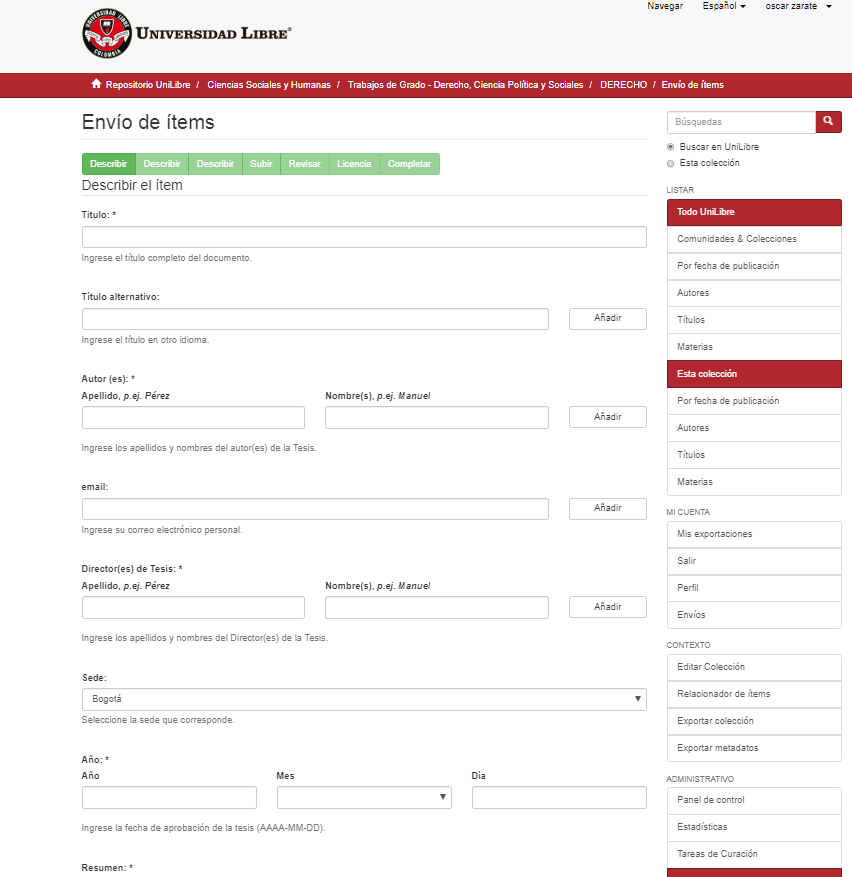 Navegar Español oscar zarate
UNIVERSIDAD LIBRE COLOMBIA
UNIVERSIDAD LIBRE®
Repositorio UniLibre / Ciencias Sociales y Humanas / Trabajos de Grado - Derecho, Ciencia Política y Sociales / DERECHO / Envío de ítems
Envío de ítems
Describir Describir Describir Subir Revisar Licencia Completar
Describir el ítem
Titulo: *
Ingrese el título completo del documento.
Título alternativo:
Añadir
Ingrese el título en otro idioma.
Autor (es): *
Apellido, p.ej. Pérez Nombre(s), p.ej. Manuel
Añadir
Ingrese los apellidos y nombres del autor(es) de la Tesis.
email:
Añadir
Ingrese su correo electrónico personal.
Director(es) de Tesis: *
Apellido, p.ej. Pérez Nombre(s), p.ej. Manuel
Añadir
Ingrese los apellidos y nombres del Director(es) de la Tesis.
Sede:
Bogotá
Seleccione la sede que corresponde.
Año: *
Año Mes Día
Ingrese la fecha de aprobación de la tesis (AAAA-MM-DD).
Resumen: *
Búsquedas
Buscar en UniLibre
Esta colección
LISTAR
Todo UniLibre
Comunidades & Colecciones
Por fecha de publicación
Autores
Títulos
Materias
Esta colección
Por fecha de publicación
Autores
Títulos
Materias
MI CUENTA
Mis exportaciones
Salir
Perfil
Envíos
CONTEXTO
Editar Colección
Relacionador de ítems
Exportar colección
Exportar metadatos
ADMINISTRATIVO
Panel de control
Estadísticas
Tareas de Curación